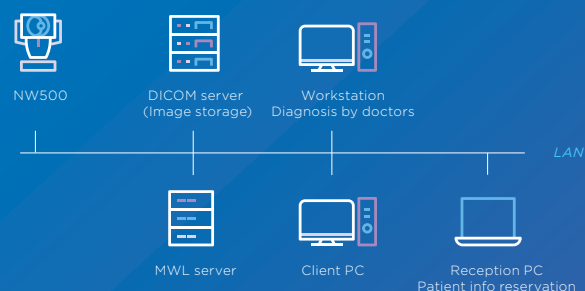 NW500
DICOM server
(Image storage)
Workstation
Diagnosis by doctors
LAN
MWL server
Client PC
Reception PC
Patient info reservation